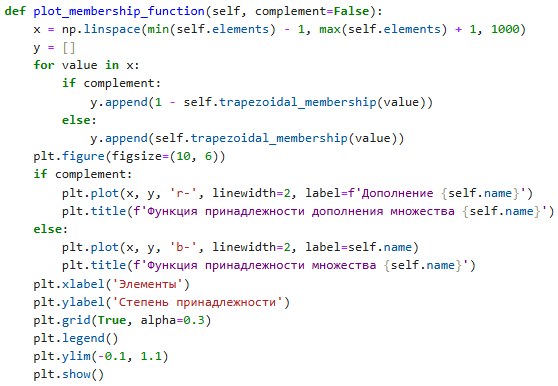 def plot_membership_function(self, complement=False):
    x = np.linspace(min(self.elements) - 1, max(self.elements) + 1, 1000)
    y = []
    for value in x:
        if complement:
            y.append(1 - self.trapezoidal_membership(value))
        else:
            y.append(self.trapezoidal_membership(value))
    plt.figure(figsize=(10, 6))
    if complement:
        plt.plot(x, y, 'r-', linewidth=2, label=f'Дополнение {self.name}')
        plt.title(f'Функция принадлежности дополнения множества {self.name}')
    else:
        plt.plot(x, y, 'b-', linewidth=2, label=self.name)
        plt.title(f'Функция принадлежности множества {self.name}')
    plt.xlabel('Элементы')
    plt.ylabel('Степень принадлежности')
    plt.grid(True, alpha=0.3)
    plt.legend()
    plt.ylim(-0.1, 1.1)
    plt.show()